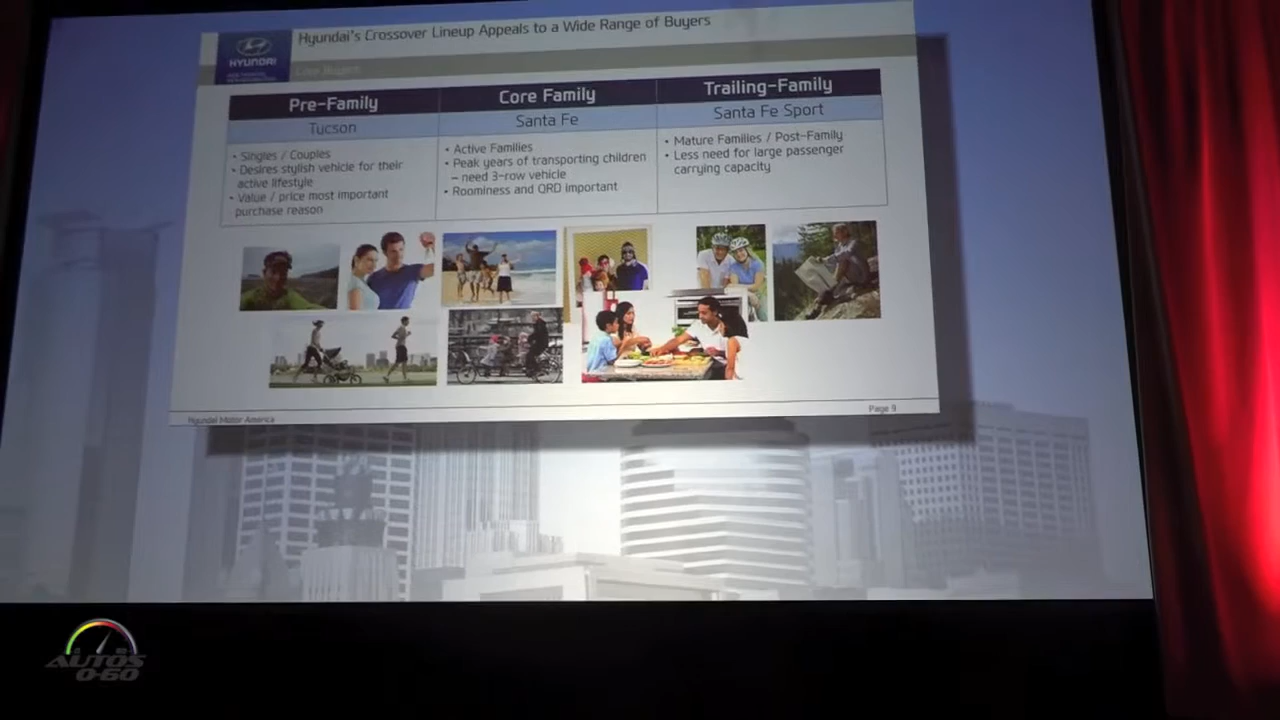 Hyundai's Crossover Lineup Appeals to a Wide Range of Buyers
HYUNDAI
Core Buyers
Pre-Family
Tucson
• Singles / Couples
• Desires stylish vehicle for their
active lifestyle
• Value / price most important
purchase reason
Core Family
Santa Fe
• Active Families
• Peak years of transporting children
– need 3-row vehicle
• Roominess and QRD important
Trailing-Family
Santa Fe Sport
• Mature Families / Post-Family
• Less need for large passenger
carrying capacity
Hyundai Motor America
Page 9
AUTOS
0-60